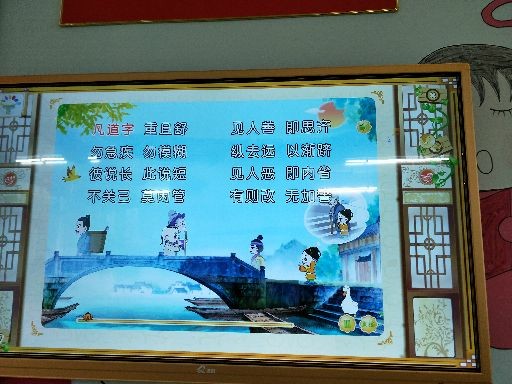 凡道字 重且舒
勿急疾 勿模糊
彼说长 此说短
不关己 莫闲管
见人善 即思齐
纵去远 以渐跻
见人恶 即内省
有则改 无加警